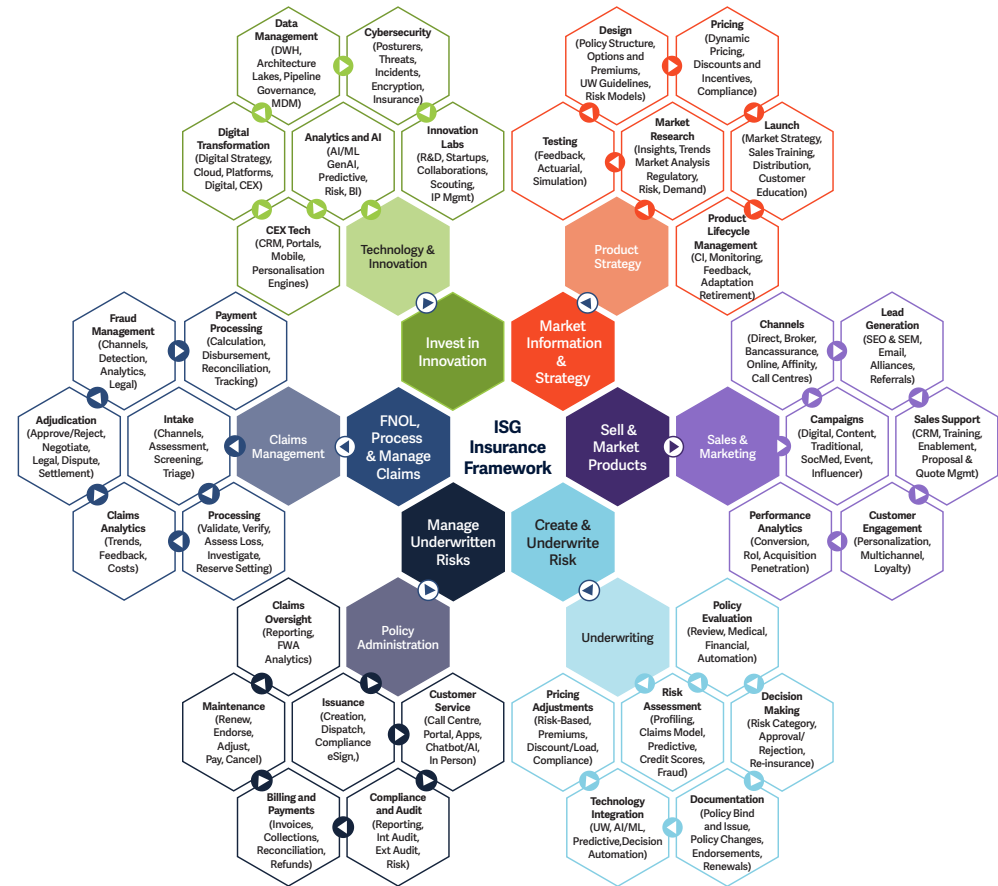 Data
Management
(DWH,
Architecture
Lakes, Pipeline
Governance,
MDM)
Cybersecurity
(Posturers,
Threats,
Incidents,
Encryption,
Insurance)
Digital
Transformation
(Digital Strategy,
Cloud, Platforms,
Digital, CEX)
Analytics and AI
(AI/ML
GenAI,
Predictive,
Risk, BI)
Innovation
Labs
(R&D, Startups,
Collaborations,
Scouting,
IP Mgmt)
CEX Tech
(CRM, Portals,
Mobile,
Personalisation
Engines)
Technology &
Innovation
Invest in
Innovation
Design
(Policy Structure,
Options and
Premiums,
UW Guidelines,
Risk Models)
Pricing
(Dynamic
Pricing,
Discounts and
Incentives,
Compliance)
Testing
(Feedback,
Actuarial,
Simulation)
Market
Research
(Insights, Trends
Market Analysis
Regulatory,
Risk, Demand)
Launch
(Market Strategy,
Sales Training,
Distribution,
Customer
Education)
Product
Lifecycle
Management
(CI, Monitoring,
Feedback,
Adaptation
Retirement)
Product
Strategy
Market
Information
&
Strategy
Fraud
Management
(Channels,
Detection,
Analytics,
Legal)
Payment
Processing
(Calculation,
Disbursement,
Reconciliation,
Tracking)
Adjudication
(Approve/Reject,
Negotiate,
Legal, Dispute,
Settlement)
Intake
(Channels,
Assessment,
Screening,
Triage)
Claims
Management
FNOL,
Process
& Manage
Claims
Claims
Analytics
(Trends,
Feedback,
Costs)
Processing
(Validate, Verify,
Assess Loss,
Investigate,
Reserve Setting)
ISG
Insurance
Framework
Sell &
Market
Products
Sales &
Marketing
Channels
(Direct, Broker,
Bancassurance,
Online, Affinity,
Call Centres)
Lead
Generation
(SEO & SEM,
Email,
Alliances,
Referrals)
Campaigns
(Digital, Content,
Traditional,
SocMed, Event,
Influencer)
Sales Support
(CRM, Training,
Enablement,
Proposal &
Quote Mgmt)
Performance
Analytics
(Conversion,
RoI, Acquisition
Penetration)
Customer
Engagement
(Personalization,
Multichannel,
Loyalty)
Manage
Underwritten
Risks
Create &
Underwrite
Risk
Claims
Oversight
(Reporting,
FWA
Analytics)
Policy
Administration
Maintenance
(Renew,
Endorse,
Adjust,
Pay, Cancel)
Issuance
(Creation,
Dispatch,
Compliance
eSign,)
Customer
Service
(Call Centre,
Portal, Apps,
Chatbot/AI,
In Person)
Billing and
Payments
(Invoices,
Collections,
Reconciliation,
Refunds)
Compliance
and Audit
(Reporting,
Int Audit,
Ext Audit,
Risk)
Underwriting
Policy
Evaluation
(Review, Medical,
Financial,
Automation)
Pricing
Adjustments
(Risk-Based,
Premiums,
Discount/Load,
Compliance)
Risk
Assessment
(Profiling,
Claims Model,
Predictive,
Credit Scores,
Fraud)
Decision
Making
(Risk Category,
Approval/
Rejection,
Re-insurance)
Technology
Integration
(UW, AI/ML,
Predictive,Decision
Automation)
Documentation
(Policy Bind
and Issue,
Policy Changes,
Endorsements,
Renewals)